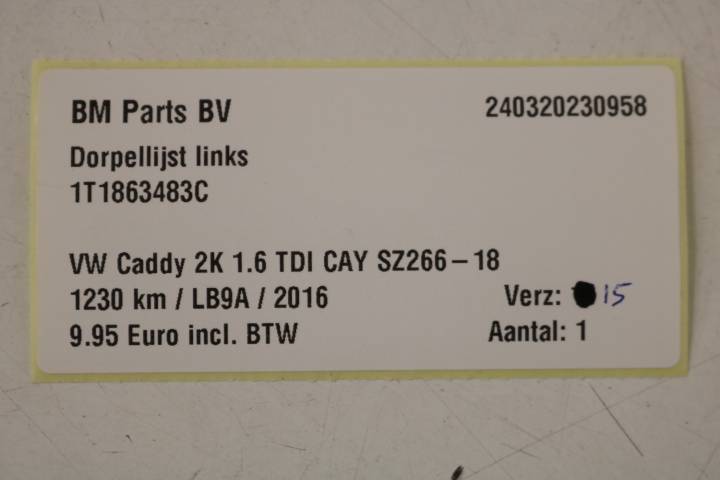 BM Parts BV 240320230958
Dorpellijst links
1T1863483C
VW Caddy 2K 1.6 TDI CAY SZ266-18
1230 km / LB9A / 2016 Verz: 15
9.95 Euro incl. BTW Aantal: 1